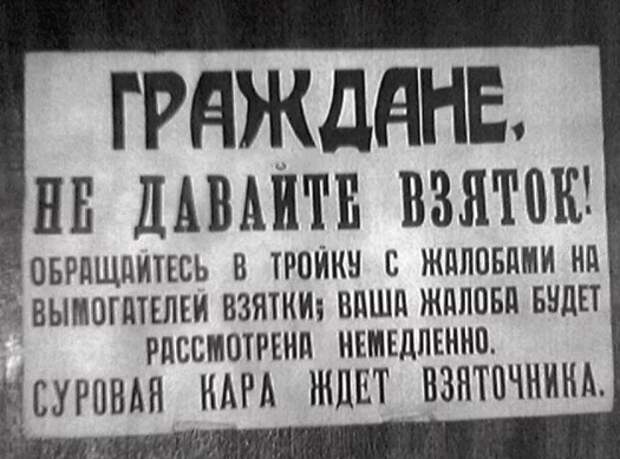 ГРАЖДАНЕ,
НЕ ДАВАЙТЕ ВЗЯТОК!
ОБРАЩАЙТЕСЬ В ТРОЙКУ С ЖАЛОБАМИ НА
ВЫМОГАТЕЛЕЙ ВЗЯТКИ; ВАША ЖАЛОБА БУДЕТ
РАССМОТРЕНА НЕМЕДЛЕННО.
СУРОВАЯ КАРА ЖДЕТ ВЗЯТОЧНИКА.